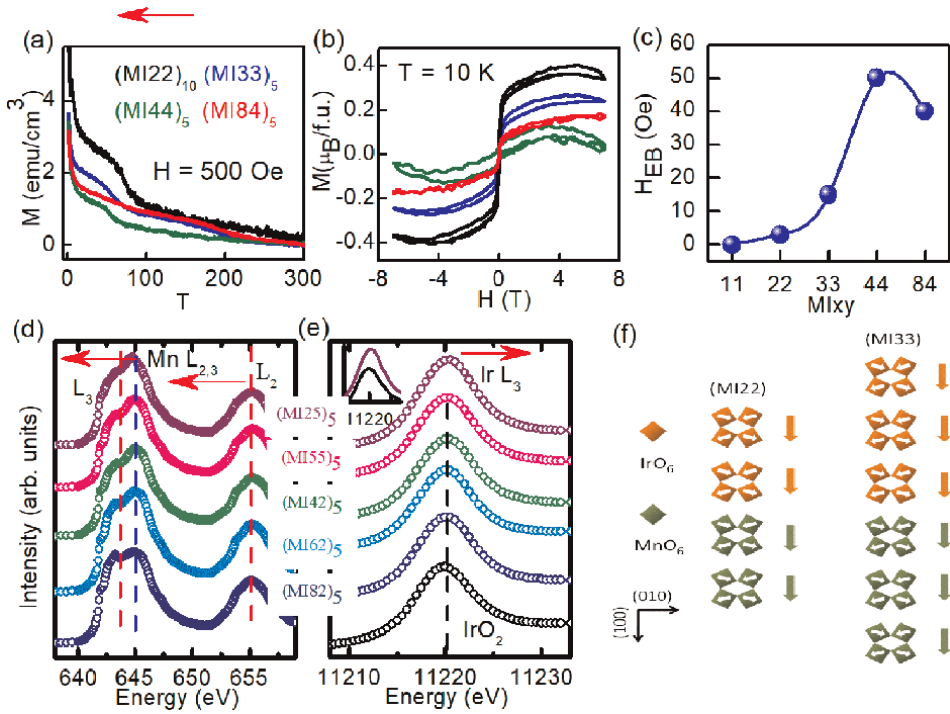 (a)
(MI22)10 (MI33)5
(MI44)5 (MI84)5
H = 500 Oe
M (emu/cm3)
4
2
0
0 100 200 300
T
(b)
T = 10 K
M(μB/f.u.)
0.4
0.2
0.0
-0.2
-0.4
-8 -4 0 4 8
H (T)
(c)
HEB (Oe)
60
50
40
30
20
10
0
11 22 33 44 84
MIxy
(d)
Mn L2,3
L3
L2
Intensity (arb. units)
640 645 650 655
Energy (eV)
(MI25)5
(MI55)5
(MI42)5
(MI62)5
(MI82)5
(e)
Ir L3
11220
IrO2
11210 11220 11230
Energy (eV)
(f)
(MI33)
(MI22)
IrO6
MnO6
(010)
(100)